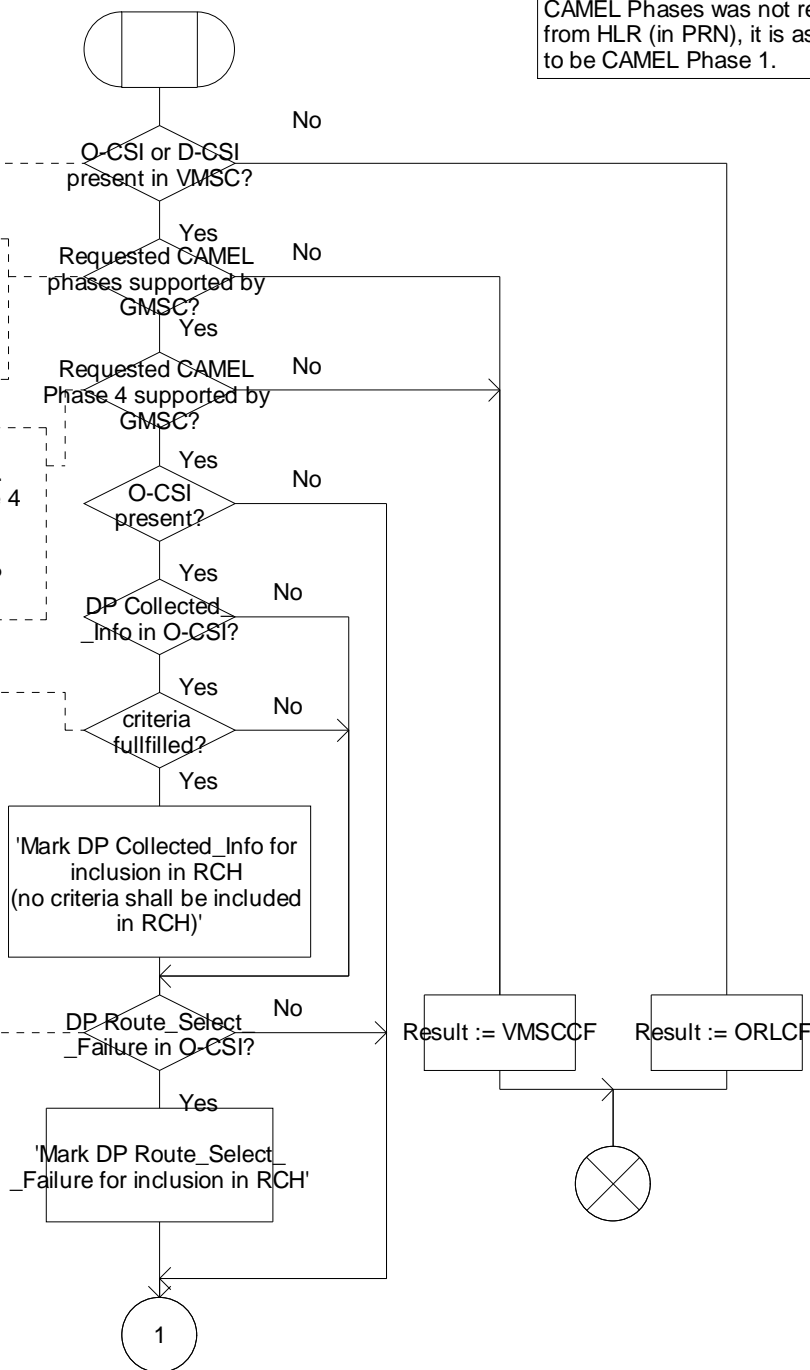 CAMEL Phases was not
from HLR (in PRN), it is
to be CAMEL Phase 1.
No
O-CSI or D-CSI
present in VMSC?
Yes
No
Requested CAMEL
phases supported by
GMSC?
Yes
No
Requested CAMEL
Phase 4 supported by
GMSC?
Yes
No
4
O-CSI
present?
Yes
No
DP Collected_
_Info in O-CSI?
Yes
No
criteria
fullfilled?
Yes
'Mark DP Collected_Info for
inclusion in RCH
(no criteria shall be included
in RCH)'
No
DP Route_Select_
_Failure in O-CSI?
Result := VMSCCF
Result := ORLCF
Yes
'Mark DP Route_Select_
_Failure for inclusion in RCH'
1